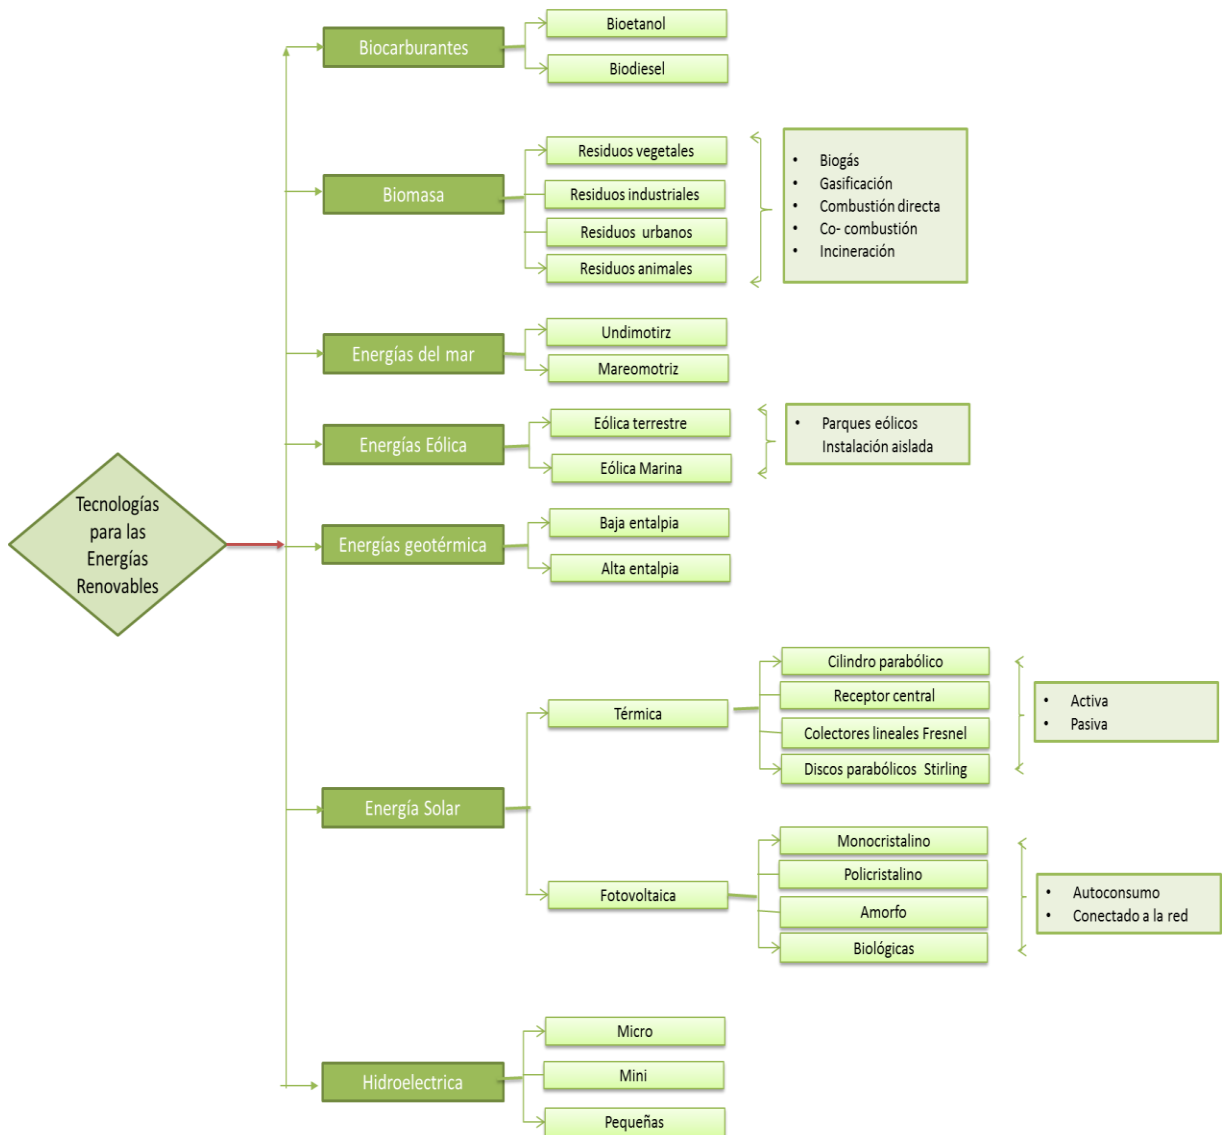 Tecnologías
para las
Energías
Renovables
Biocarburantes
Bioetanol
Biodiesel
Biomasa
Residuos vegetales
Residuos industriales
Residuos urbanos
Residuos animales
• Biogás
• Gasificación
• Combustión directa
• Co- combustión
• Incineración
Energías del mar
Undimotirz
Mareomotriz
Energías Eólica
Eólica terrestre
Eólica Marina
• Parques eólicos
Instalación aislada
Energías geotérmica
Baja entalpia
Alta entalpia
Energía Solar
Térmica
Cilindro parabólico
Receptor central
Colectores lineales Fresnel
Discos parabólicos Stirling
• Activa
• Pasiva
Fotovoltaica
Monocristalino
Policristalino
Amorfo
Biológicas
• Autoconsumo
• Conectado a la red
Hidroelectrica
Micro
Mini
Pequeñas